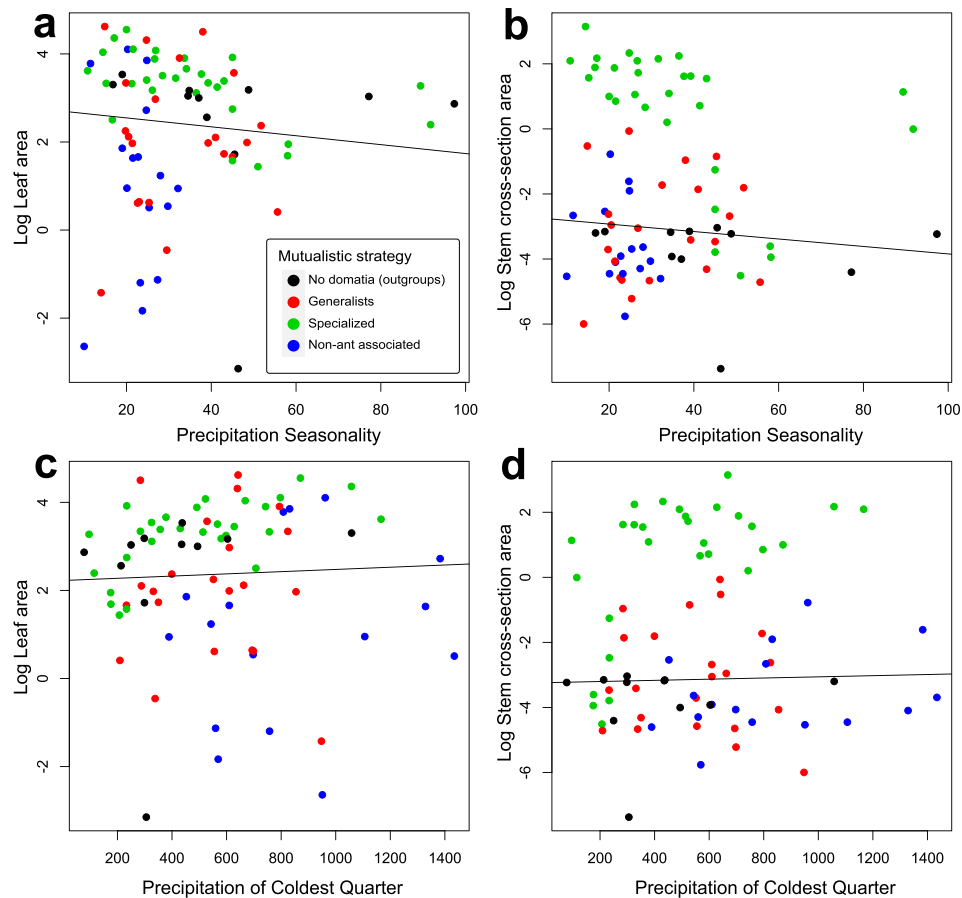 a
Log Leaf area
4
2
0
-2
20 40 60 80 100
Precipitation Seasonality
Mutualistic strategy
No domatia (outgroups)
Generalists
Specialized
Non-ant associated
b
Log Stem cross-section area
2
0
-2
-4
-6
20 40 60 80 100
Precipitation Seasonality
c
Log Leaf area
4
2
0
-2
200 400 600 800 1000 1200 1400
Precipitation of Coldest Quarter
d
Log Stem cross-section area
2
0
-2
-4
-6
200 400 600 800 1000 1200 1400
Precipitation of Coldest Quarter